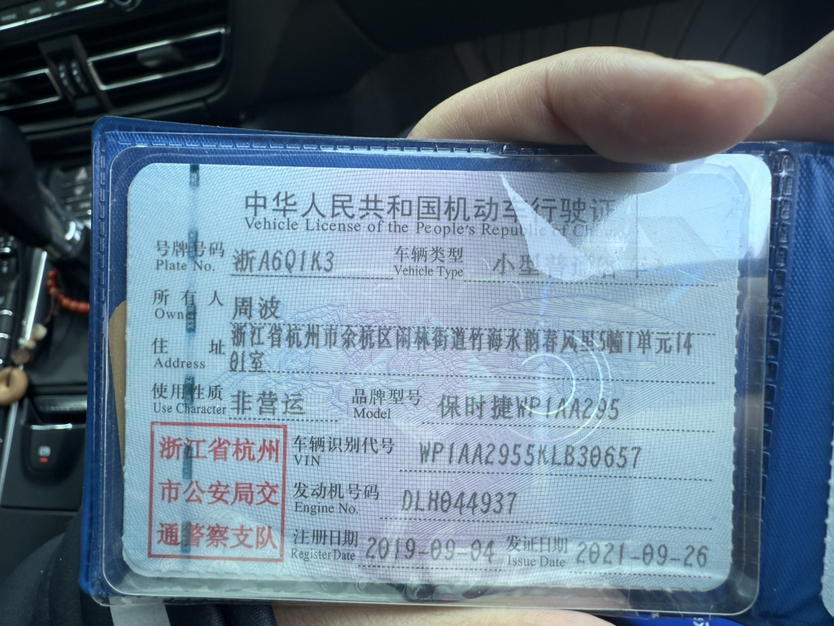 中华人民共和国机动车行驶证
Vehicle License of the People's Republic of Ch
号牌号码 浙A6Q1K3 车辆类型 小型普通客车
Plate No. Vehicle Type
所有人 周波
Owner
住址 浙江省杭州市余杭区闲林街道竹海水韵春风里5幢1单元14
Address 01室
使用性质 非营运 品牌型号 保时捷WP1AA295
Use Character Model
浙江省杭州 车辆识别代号 WP1AA2955KLB30657
VIN
市公安局交 发动机号码 DLH044937
Engine No.
通警察支队 注册日期 2019-09-04 发证日期 2021-09-26
Register Date Issue Date